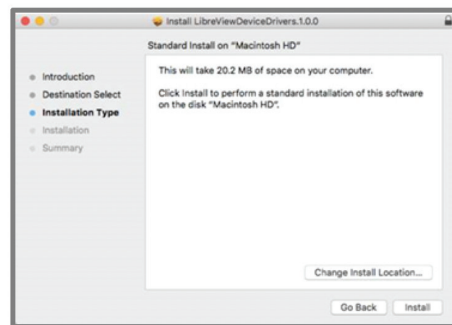 Install LibreViewDeviceDrivers.1.0.0
Standard Install on "Macintosh HD"
Introduction
Destination Select
Installation Type
Installation
Summary
This will take 20.2 MB of space on your computer.
Click Install to perform a standard installation of this software
on the disk "Macintosh HD".
Change Install Location...
Go Back
Install